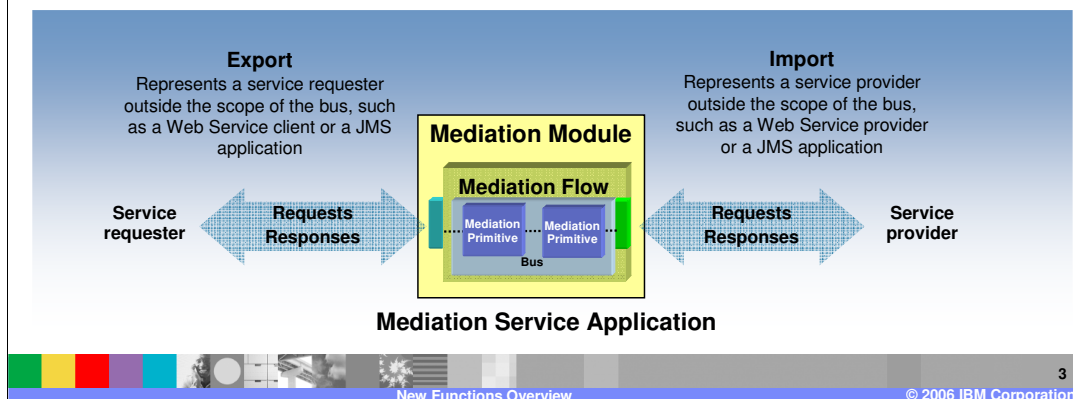 Export
Represents a service requester
outside the scope of the bus, such
as a Web Service client or a JMS
application
Import
Represents a service provider
outside the scope of the bus,
such as a Web Service provider
or a JMS application
Mediation Module
Mediation Flow
Mediation
Primitive
Mediation
Primitive
Bus
Service
requester
Requests
Responses
Requests
Responses
Service
provider
Mediation Service Application
3
New Functions Overview
© 2006 IBM Corporation